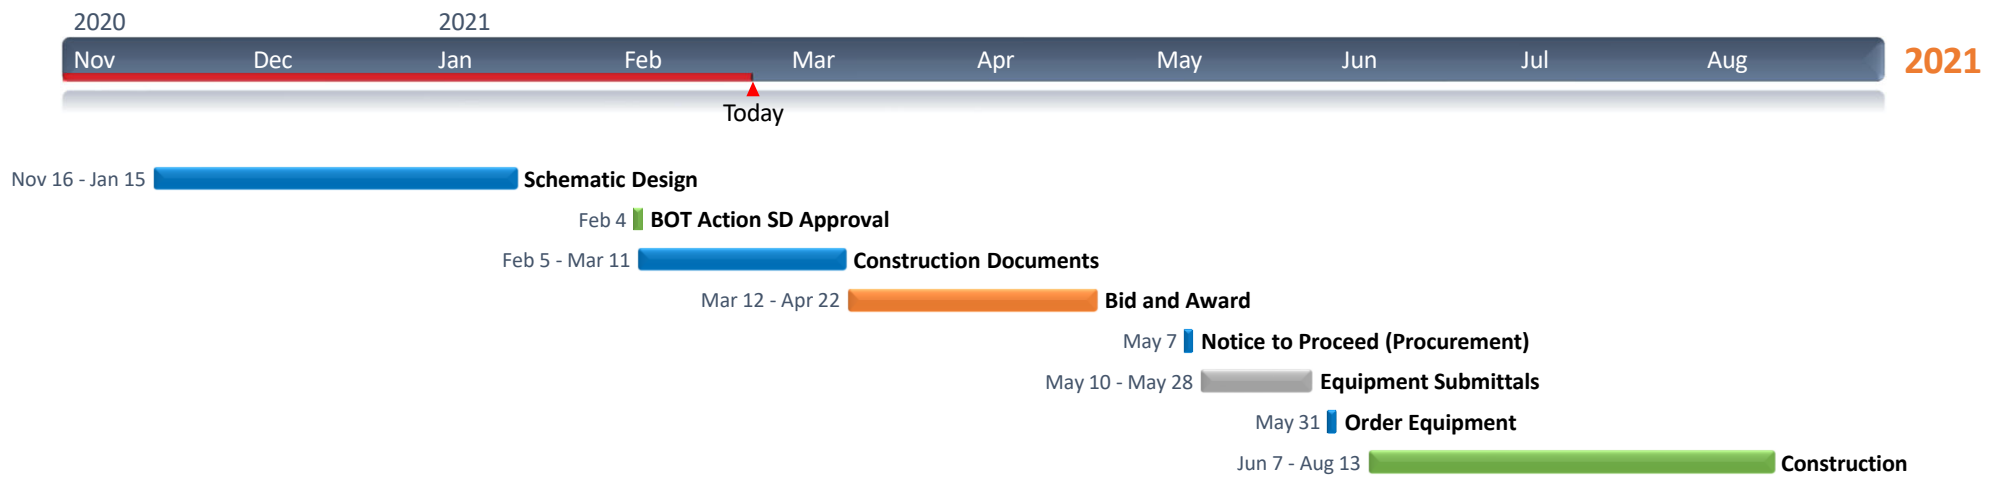 2020 2021
Nov Dec Jan Feb Mar Apr May Jun Jul Aug 2021
Today
Nov 16 - Jan 15 Schematic Design
Feb 4 BOT Action SD Approval
Feb 5 - Mar 11 Construction Documents
Mar 12 - Apr 22 Bid and Award
May 7 Notice to Proceed (Procurement)
May 10 - May 28 Equipment Submittals
May 31 Order Equipment
Jun 7 - Aug 13 Construction